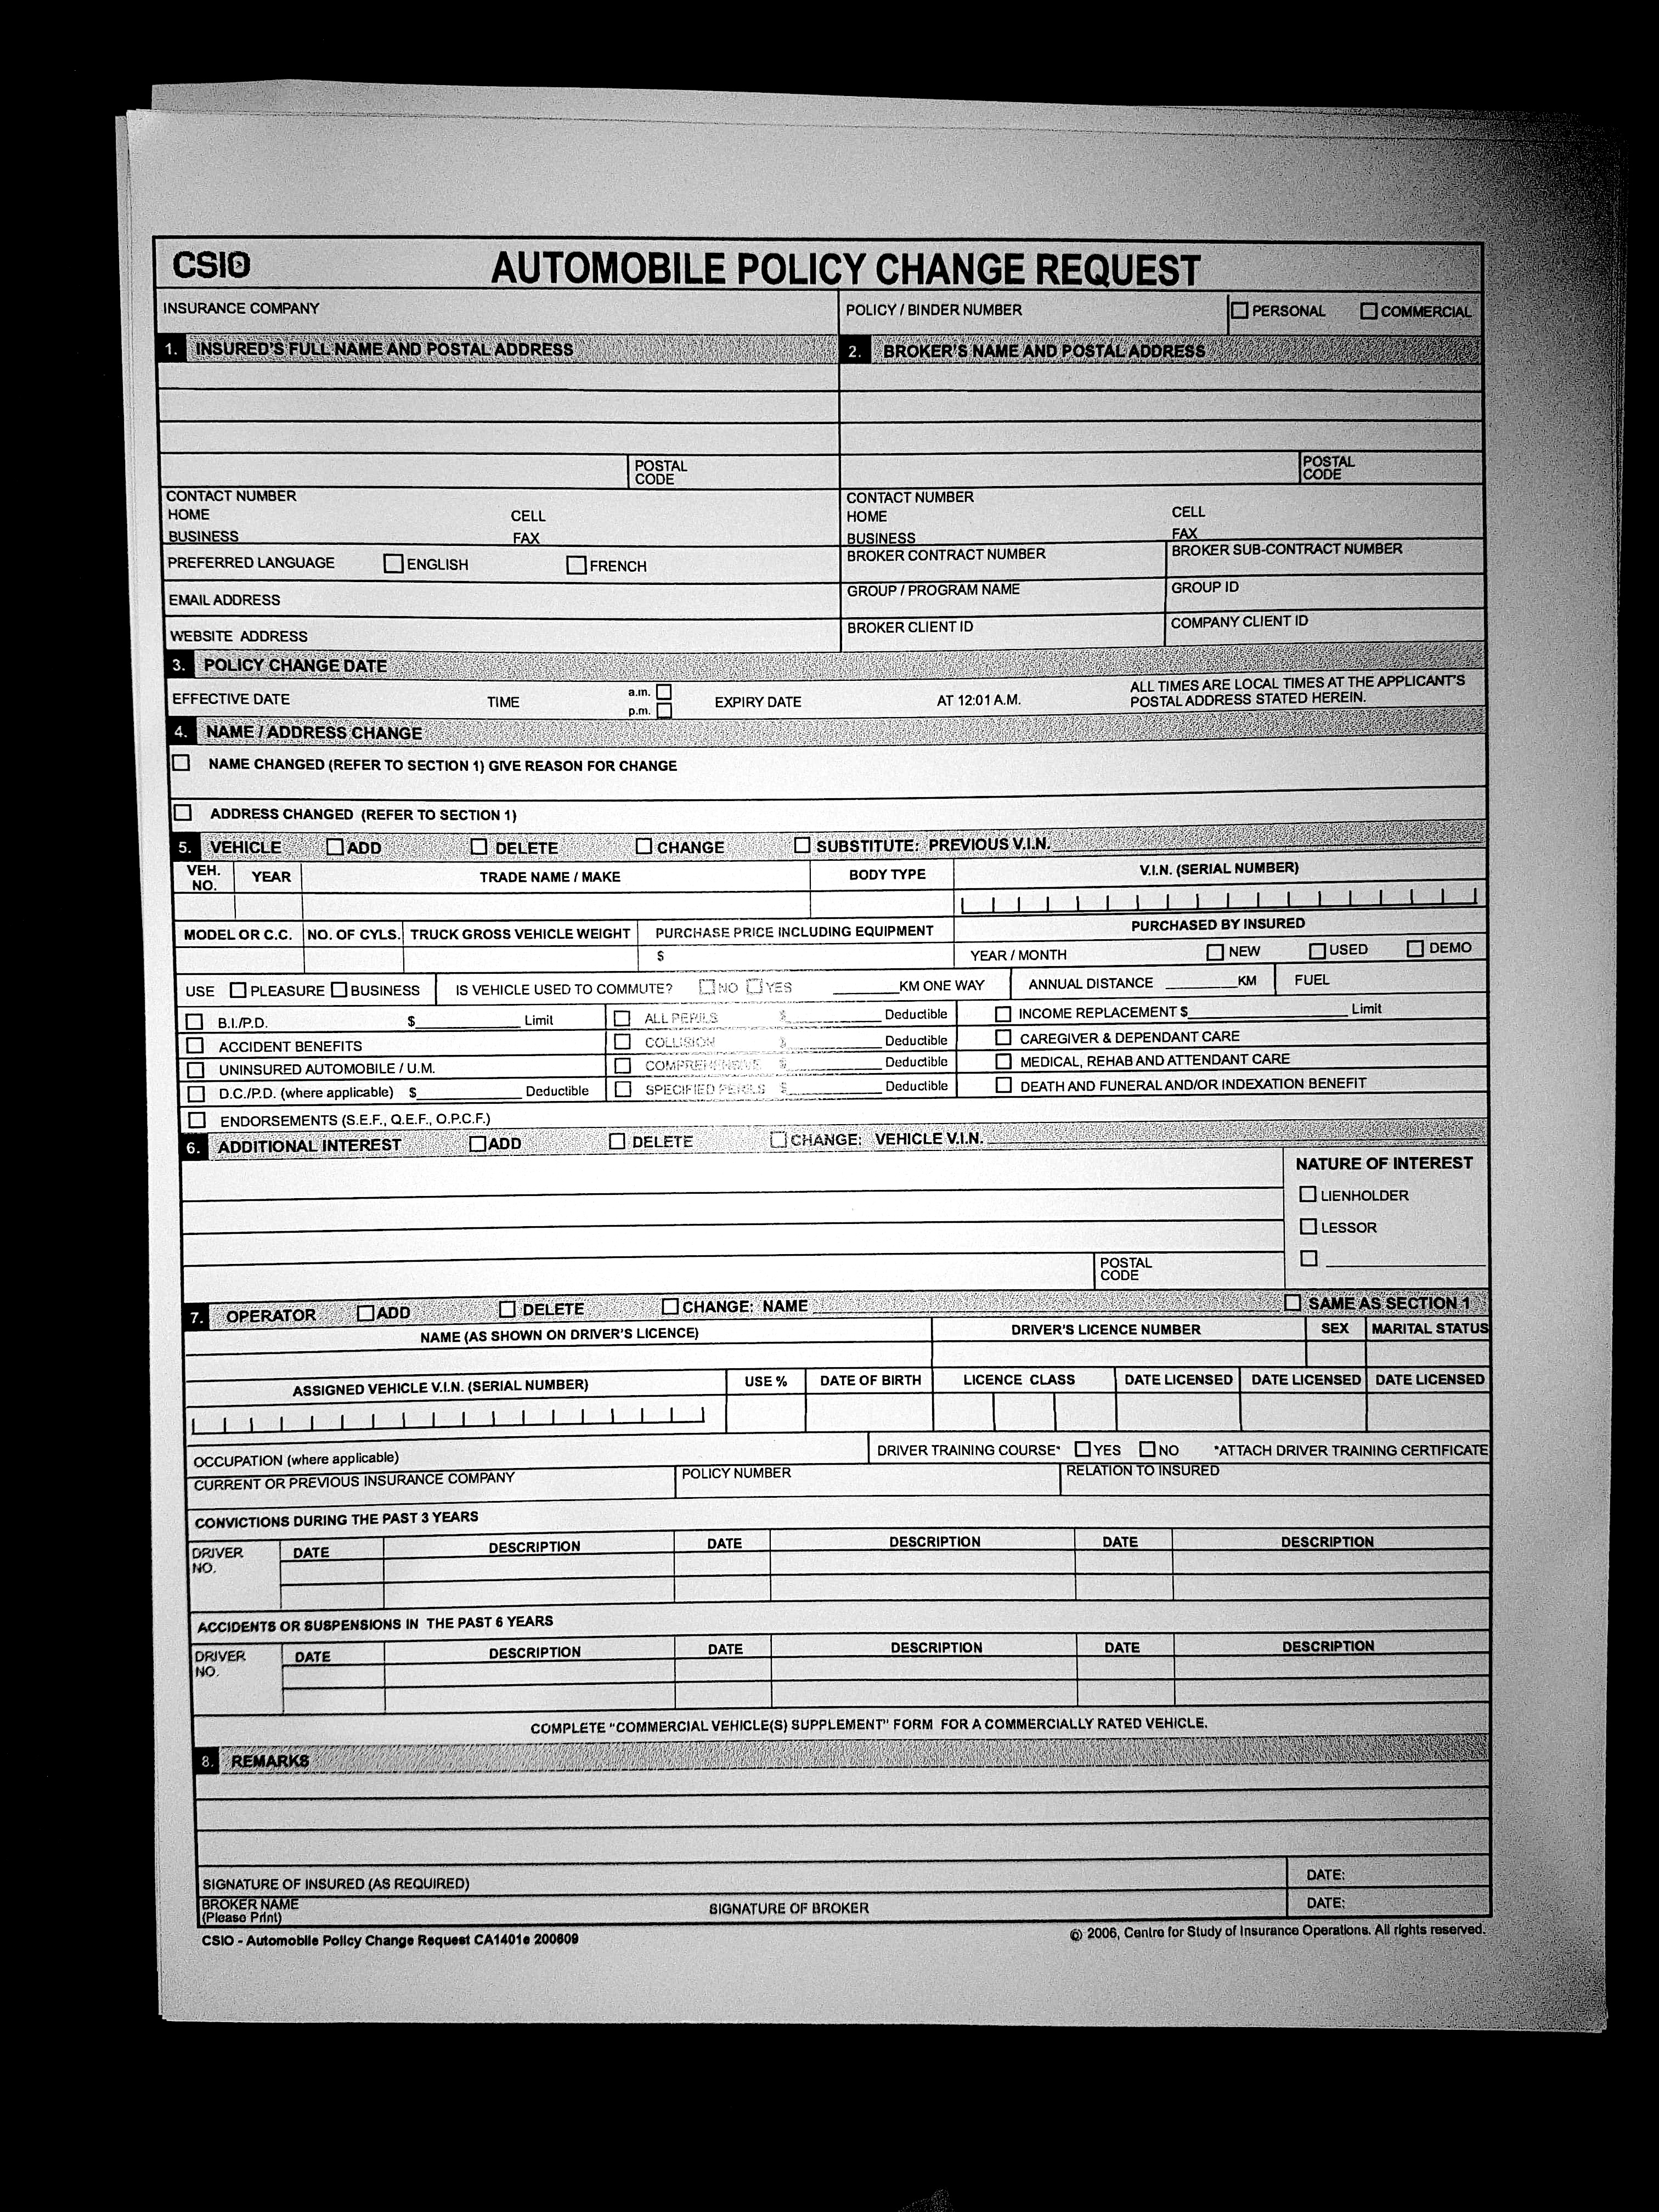 CSIO
AUTOMOBILE POLICY CHANGE REQUEST
INSURANCE COMPANY
POLICY / BINDER NUMBER
PERSONAL
COMMERCIAL
1. INSURED'S FULL NAME AND POSTAL ADDRESS
2. BROKER'S NAME AND POSTAL ADDRESS
POSTAL
CODE
POSTAL
CODE
CONTACT NUMBER
HOME CELL
BUSINESS FAX
CONTACT NUMBER
HOME CELL
BUSINESS FAX
PREFERRED LANGUAGE ENGLISH FRENCH
BROKER CONTRACT NUMBER
BROKER SUB-CONTRACT NUMBER
EMAIL ADDRESS
GROUP / PROGRAM NAME
GROUP ID
WEBSITE ADDRESS
BROKER CLIENT ID
COMPANY CLIENT ID
3. POLICY CHANGE DATE
EFFECTIVE DATE TIME a.m.
p.m.
EXPIRY DATE AT 12:01 A.M.
ALL TIMES ARE LOCAL TIMES AT THE APPLICANT'S
POSTAL ADDRESS STATED HEREIN.
4. NAME / ADDRESS CHANGE
NAME CHANGED (REFER TO SECTION 1) GIVE REASON FOR CHANGE
ADDRESS CHANGED (REFER TO SECTION 1)
5. VEHICLE ADD DELETE CHANGE SUBSTITUTE: PREVIOUS V.I.N.
VEH.
NO.
YEAR
TRADE NAME / MAKE
BODY TYPE
V.I.N. (SERIAL NUMBER)
MODEL OR C.C. NO. OF CYLS. TRUCK GROSS VEHICLE WEIGHT PURCHASE PRICE INCLUDING EQUIPMENT PURCHASED BY INSURED
$ YEAR / MONTH NEW USED DEMO
USE PLEASURE BUSINESS IS VEHICLE USED TO COMMUTE? NO YES KM ONE WAY ANNUAL DISTANCE KM FUEL
B.I./P.D. $ Limit ALL PERILS $ Deductible INCOME REPLACEMENT $ Limit
ACCIDENT BENEFITS COLLISION $ Deductible CAREGIVER & DEPENDANT CARE
UNINSURED AUTOMOBILE / U.M. COMPREHENSIVE $ Deductible MEDICAL, REHAB AND ATTENDANT CARE
D.C./P.D. (where applicable) $ Deductible SPECIFIED PERILS $ Deductible DEATH AND FUNERAL AND/OR INDEXATION BENEFIT
ENDORSEMENTS (S.E.F., Q.E.F., O.P.C.F.)
6. ADDITIONAL INTEREST ADD DELETE CHANGE: VEHICLE V.I.N.
NATURE OF INTEREST
LIENHOLDER
LESSOR
POSTAL
CODE
7. OPERATOR ADD DELETE CHANGE: NAME SAME AS SECTION 1
NAME (AS SHOWN ON DRIVER'S LICENCE) DRIVER'S LICENCE NUMBER SEX MARITAL STATUS
ASSIGNED VEHICLE V.I.N. (SERIAL NUMBER) USE % DATE OF BIRTH LICENCE CLASS DATE LICENSED DATE LICENSED DATE LICENSED
OCCUPATION (where applicable) DRIVER TRAINING COURSE* YES NO *ATTACH DRIVER TRAINING CERTIFICATE
CURRENT OR PREVIOUS INSURANCE COMPANY POLICY NUMBER RELATION TO INSURED
CONVICTIONS DURING THE PAST 3 YEARS
DRIVER
NO.
DATE DESCRIPTION DATE DESCRIPTION DATE DESCRIPTION
ACCIDENTS OR SUSPENSIONS IN THE PAST 6 YEARS
DRIVER
NO.
DATE DESCRIPTION DATE DESCRIPTION DATE DESCRIPTION
COMPLETE "COMMERCIAL VEHICLE(S) SUPPLEMENT" FORM FOR A COMMERCIALLY RATED VEHICLE.
8. REMARKS
SIGNATURE OF INSURED (AS REQUIRED) DATE:
BROKER NAME
(Please Print)
SIGNATURE OF BROKER DATE:
CSIO - Automobile Policy Change Request CA1401e 200609
© 2006, Centre for Study of Insurance Operations. All rights reserved.